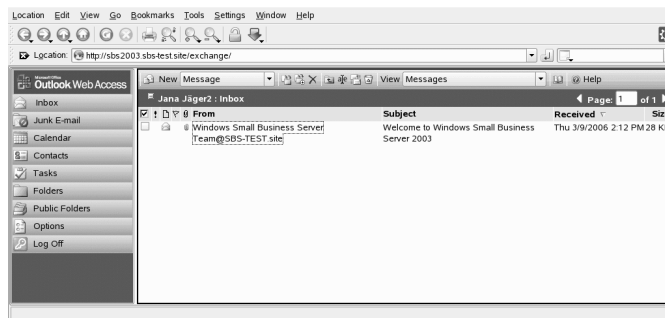 Location Edit View Go Bookmarks Tools Settings Window Help
Location: http://sbs2003.sbs-test.site/exchange/
Microsoft Office
Outlook Web Access
New Message View Messages Help
Jana Jäger2 : Inbox Page: 1 of 1
! From Subject Received Siz
Windows Small Business Server Team@SBS-TEST.site Welcome to Windows Small Business Server 2003 Thu 3/9/2006 2:12 PM 28 K
Inbox
Junk E-mail
Calendar
Contacts
Tasks
Folders
Public Folders
Options
Log Off